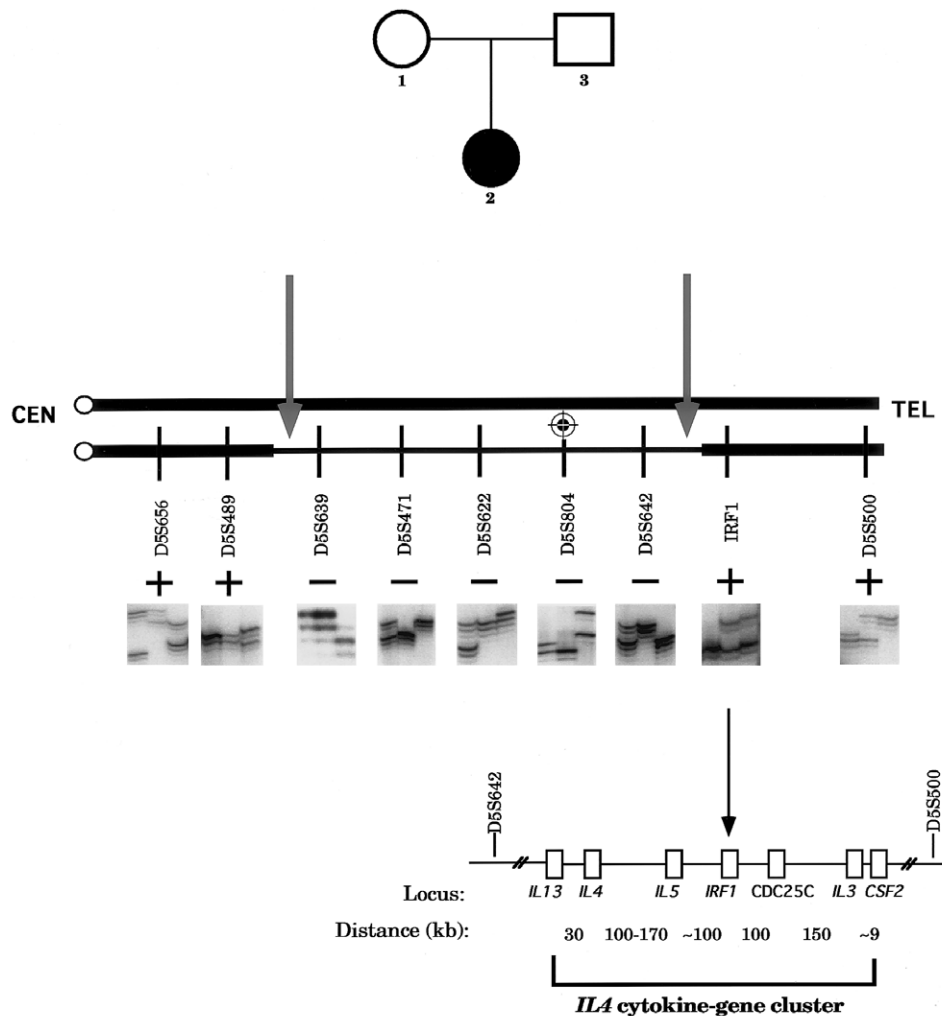 1
3
2
CEN
TEL
D5S656
D5S489
D5S639
D5S471
D5S622
D5S804
D5S642
IRF1
D5S500
+ + − − − − − + +
D5S642
D5S500
Locus: IL13 IL4 IL5 IRF1 CDC25C IL3 CSF2
Distance (kb): 30 100-170 ~100 100 150 ~9
IL4 cytokine-gene cluster